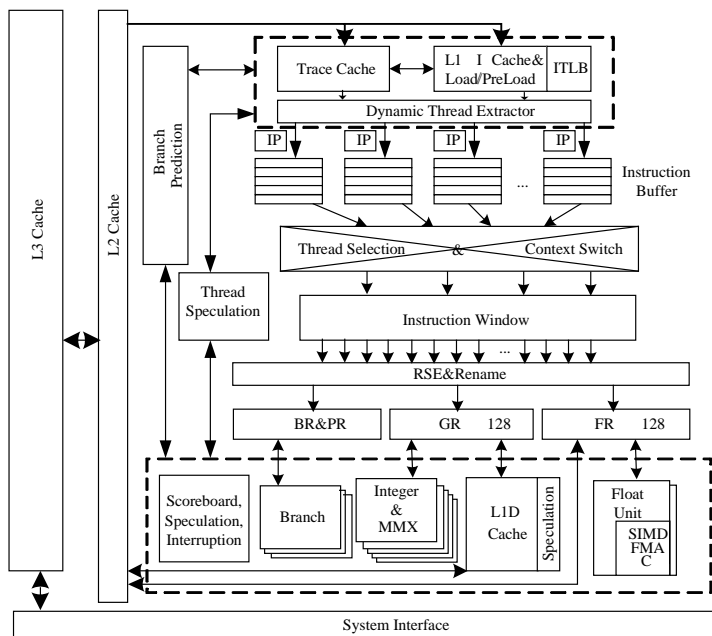 L3 Cache
L2 Cache
Branch
Prediction
Trace Cache
L1 I Cache&
Load/PreLoad
ITLB
Dynamic Thread Extractor
IP
IP
IP
IP
...
Instruction
Buffer
Thread Selection & Context Switch
Thread
Speculation
Instruction Window
...
RSE&Rename
BR&PR
GR 128
FR 128
Scoreboard,
Speculation,
Interruption
Branch
Integer
&
MMX
L1D
Cache
Speculation
Float
Unit
SIMD
FMA
C
System Interface